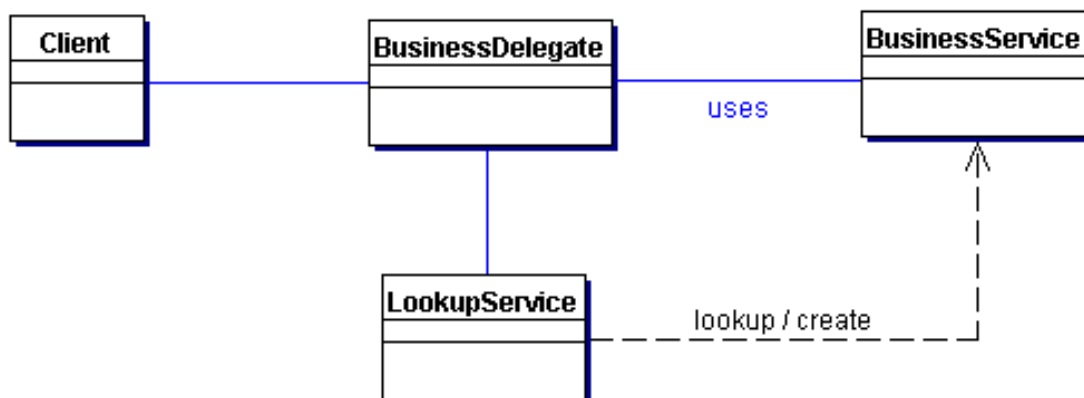 Client
BusinessDelegate
BusinessService
uses
LookupService
lookup / create